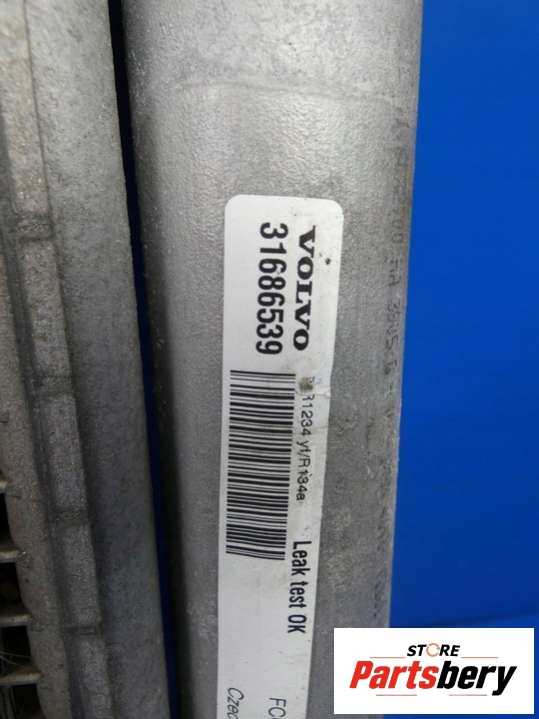 VOLVO
31686539
R1234 yf/R134a
Leak test OK
STORE
Partsbery